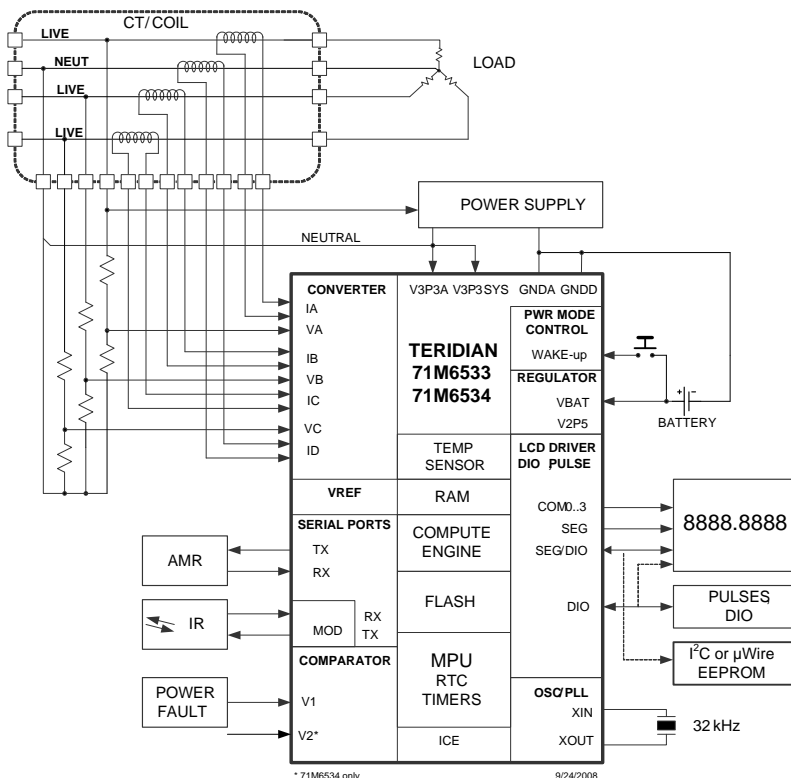 CT/COIL
LIVE
NEUT
LIVE
LIVE
LOAD
POWER SUPPLY
NEUTRAL
CONVERTER
IA
VA
IB
VB
IC
VC
ID
V3P3A V3P3SYS GNDA GNDD
TERIDIAN
71M6533
71M6534
PWR MODE
CONTROL
WAKE-up
REGULATOR
VBAT
V2P5
BATTERY
+ -
TEMP
SENSOR
LCD DRIVER
DIO, PULSE
VREF
RAM
COM0..3
SEG
SEG/DIO
DIO
8888.8888
SERIAL PORTS
TX
RX
COMPUTE
ENGINE
AMR
IR
MOD
RX
TX
FLASH
PULSES,
DIO
I2C or µWire
EEPROM
COMPARATOR
V1
V2*
POWER
FAULT
MPU
RTC
TIMERS
ICE
OSC/PLL
XIN
XOUT
32 kHz
* 71M6534 only
9/24/2008